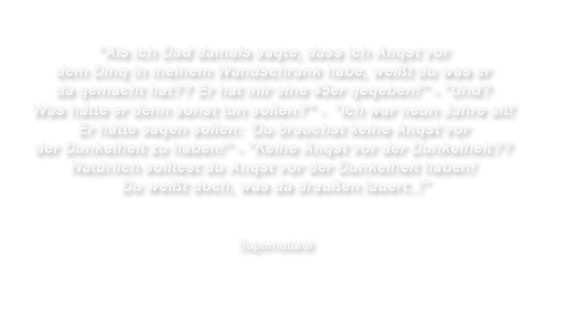 "Als ich Dad damals sagte, dass ich Angst vor
dem Ding in meinem Wandschrank habe, weißt du was er
da gemacht hat?? Er hat mir eine 45er gegeben!" - "Und?
Was hätte er denn sonst tun sollen?" - "Ich war neun Jahre alt!
Er hätte sagen sollen: 'Du brauchst keine Angst vor
der Dunkelheit zu haben!" - "Keine Angst vor der Dunkelheit??
Natürlich solltest du Angst vor der Dunkelheit haben!
Du weißt doch, was da draußen lauert..!"
Supernatural